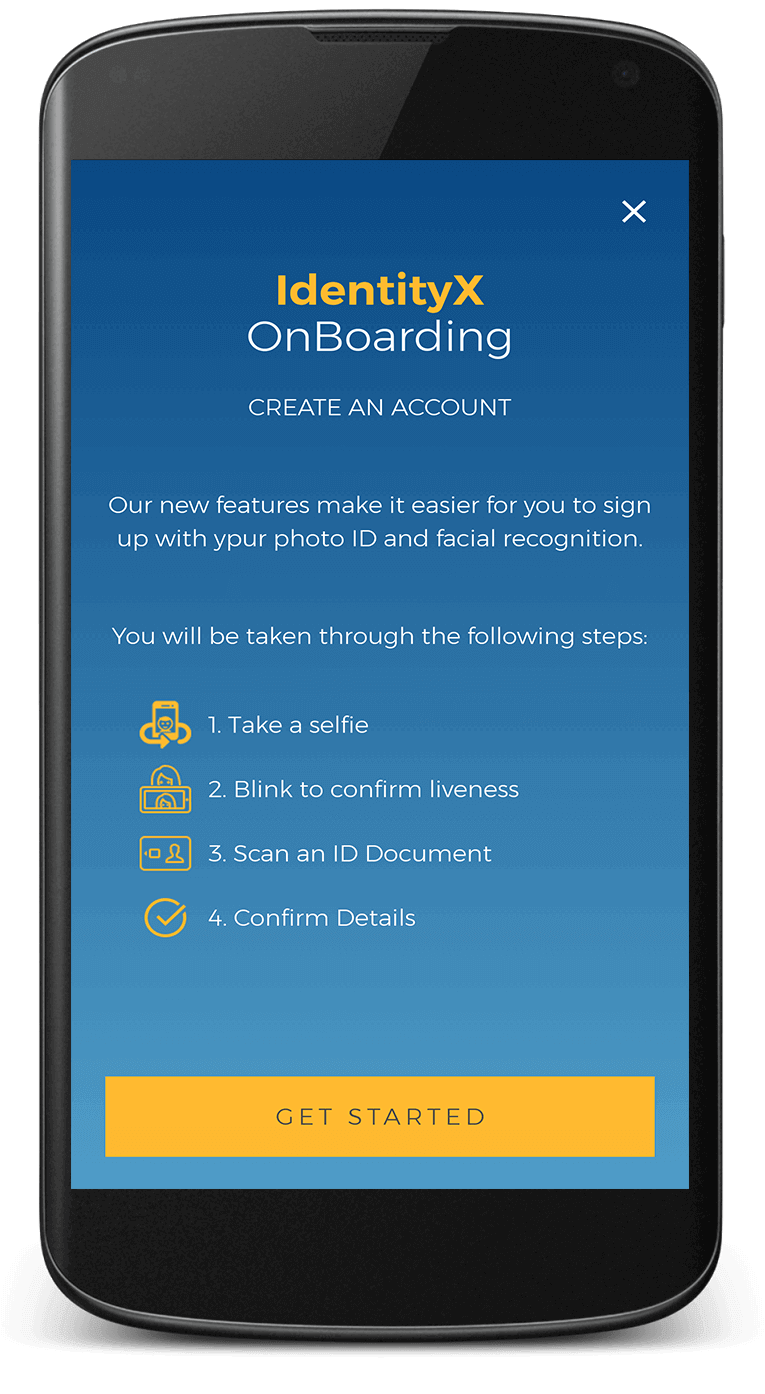 IdentityX
OnBoarding
CREATE AN ACCOUNT
Our new features make it easier for you to sign
up with ypur photo ID and facial recognition.
You will be taken through the following steps:
1. Take a selfie
2. Blink to confirm liveness
3. Scan an ID Document
4. Confirm Details
GET STARTED